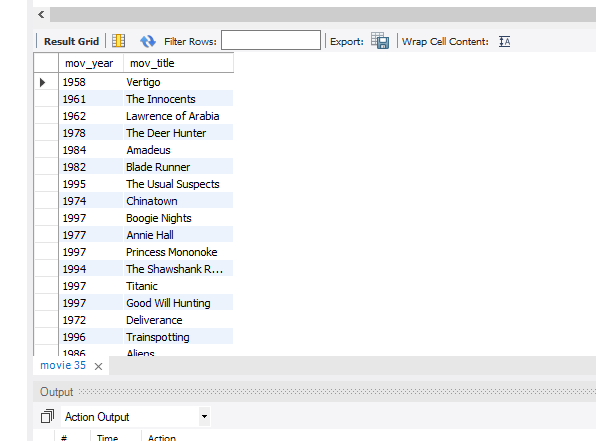 Result Grid Filter Rows: Export: Wrap Cell Content: IA
mov_year mov_title
1958 Vertigo
1961 The Innocents
1962 Lawrence of Arabia
1978 The Deer Hunter
1984 Amadeus
1982 Blade Runner
1995 The Usual Suspects
1974 Chinatown
1997 Boogie Nights
1977 Annie Hall
1997 Princess Mononoke
1994 The Shawshank R...
1997 Titanic
1997 Good Will Hunting
1972 Deliverance
1996 Trainspotting
1986 Aliens
movie 35
Output
Action Output
# Time Action